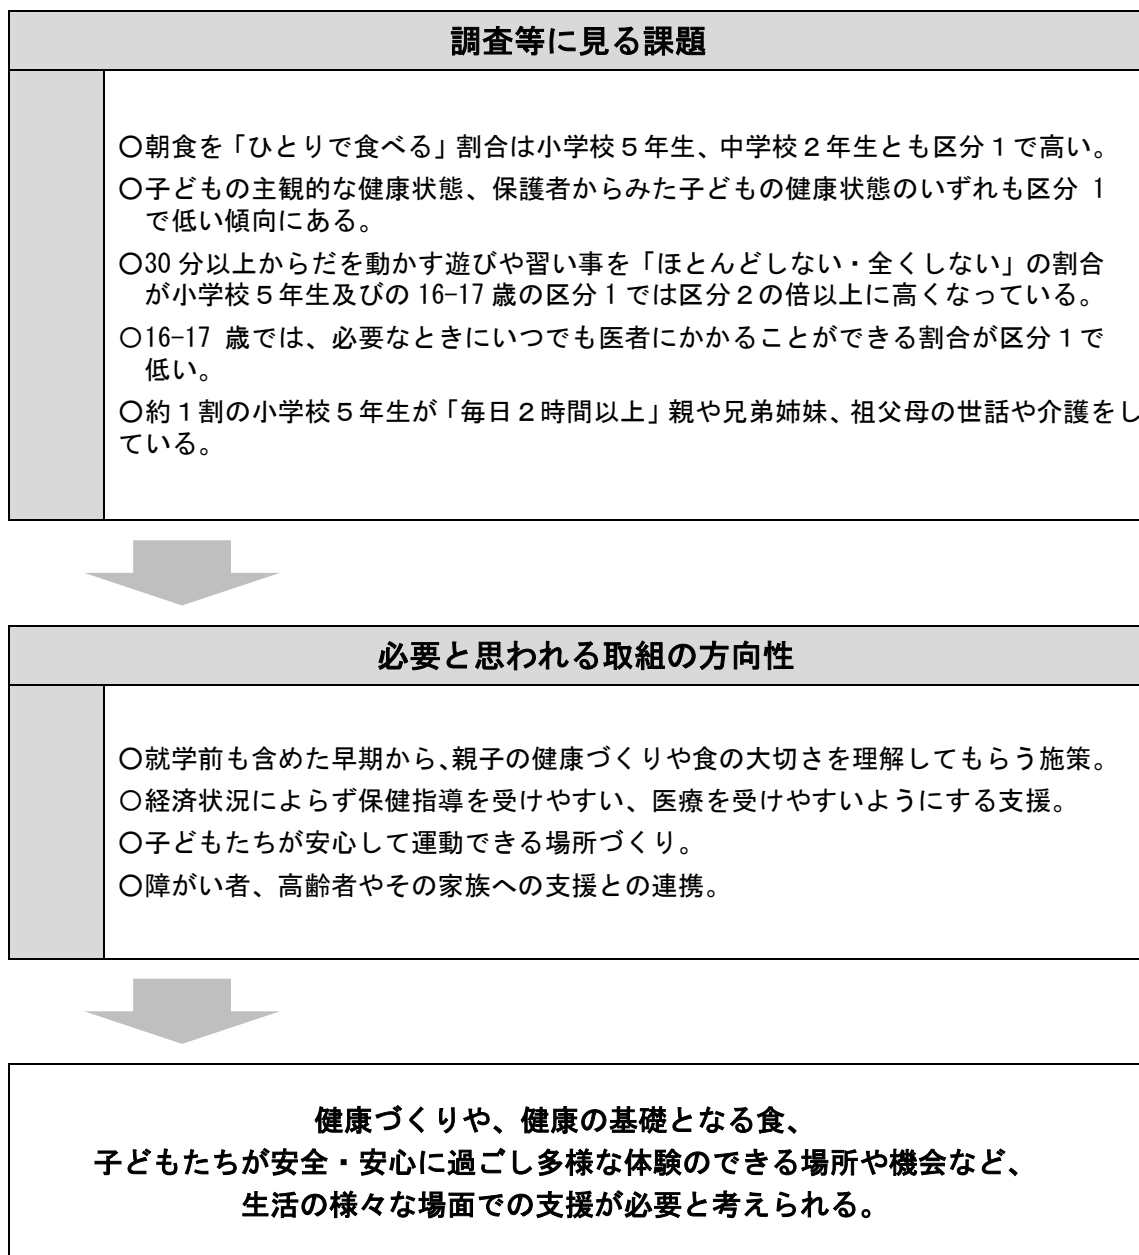 調査等に見る課題
〇朝食を「ひとりで食べる」割合は小学校５年生、中学校２年生とも区分１で高い。
〇子どもの主観的な健康状態、保護者からみた子どもの健康状態のいずれも区分 1
で低い傾向にある。
〇30 分以上からだを動かす遊びや習い事を「ほとんどしない・全くしない」の割合
が小学校５年生及びの 16-17 歳の区分１では区分２の倍以上に高くなっている。
〇16-17 歳では、必要なときにいつでも医者にかかることができる割合が区分１で
低い。
〇約１割の小学校５年生が「毎日２時間以上」親や兄弟姉妹、祖父母の世話や介護をし
ている。
必要と思われる取組の方向性
〇就学前も含めた早期から、親子の健康づくりや食の大切さを理解してもらう施策。
〇経済状況によらず保健指導を受けやすい、医療を受けやすいようにする支援。
〇子どもたちが安心して運動できる場所づくり。
〇障がい者、高齢者やその家族への支援との連携。
健康づくりや、健康の基礎となる食、
子どもたちが安全・安心に過ごし多様な体験のできる場所や機会など、
生活の様々な場面での支援が必要と考えられる。